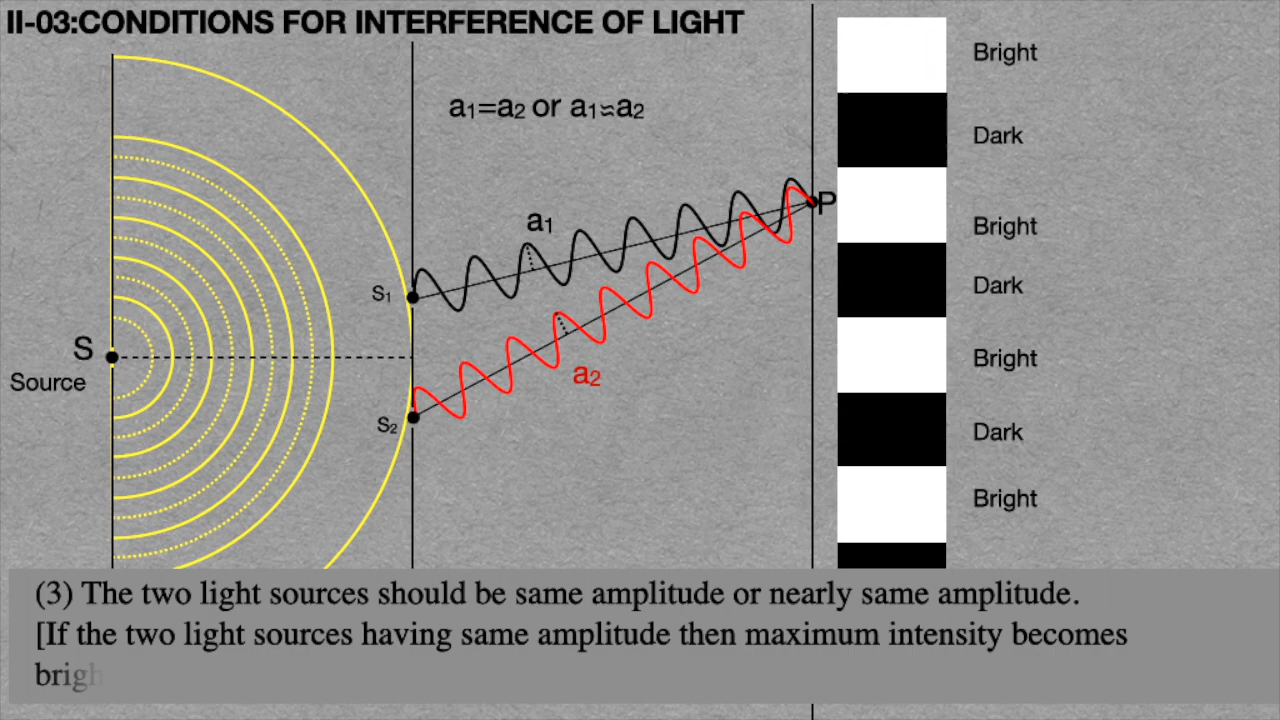 II-03:CONDITIONS FOR INTERFERENCE OF LIGHT
a₁=a₂ or a₁≈a₂
Bright
Dark
Bright
Dark
Bright
Dark
Bright
P
a₁
S₁
S
Source
a₂
S₂
(3) The two light sources should be same amplitude or nearly same amplitude.
[If the two light sources having same amplitude then maximum intensity becomes
brigh